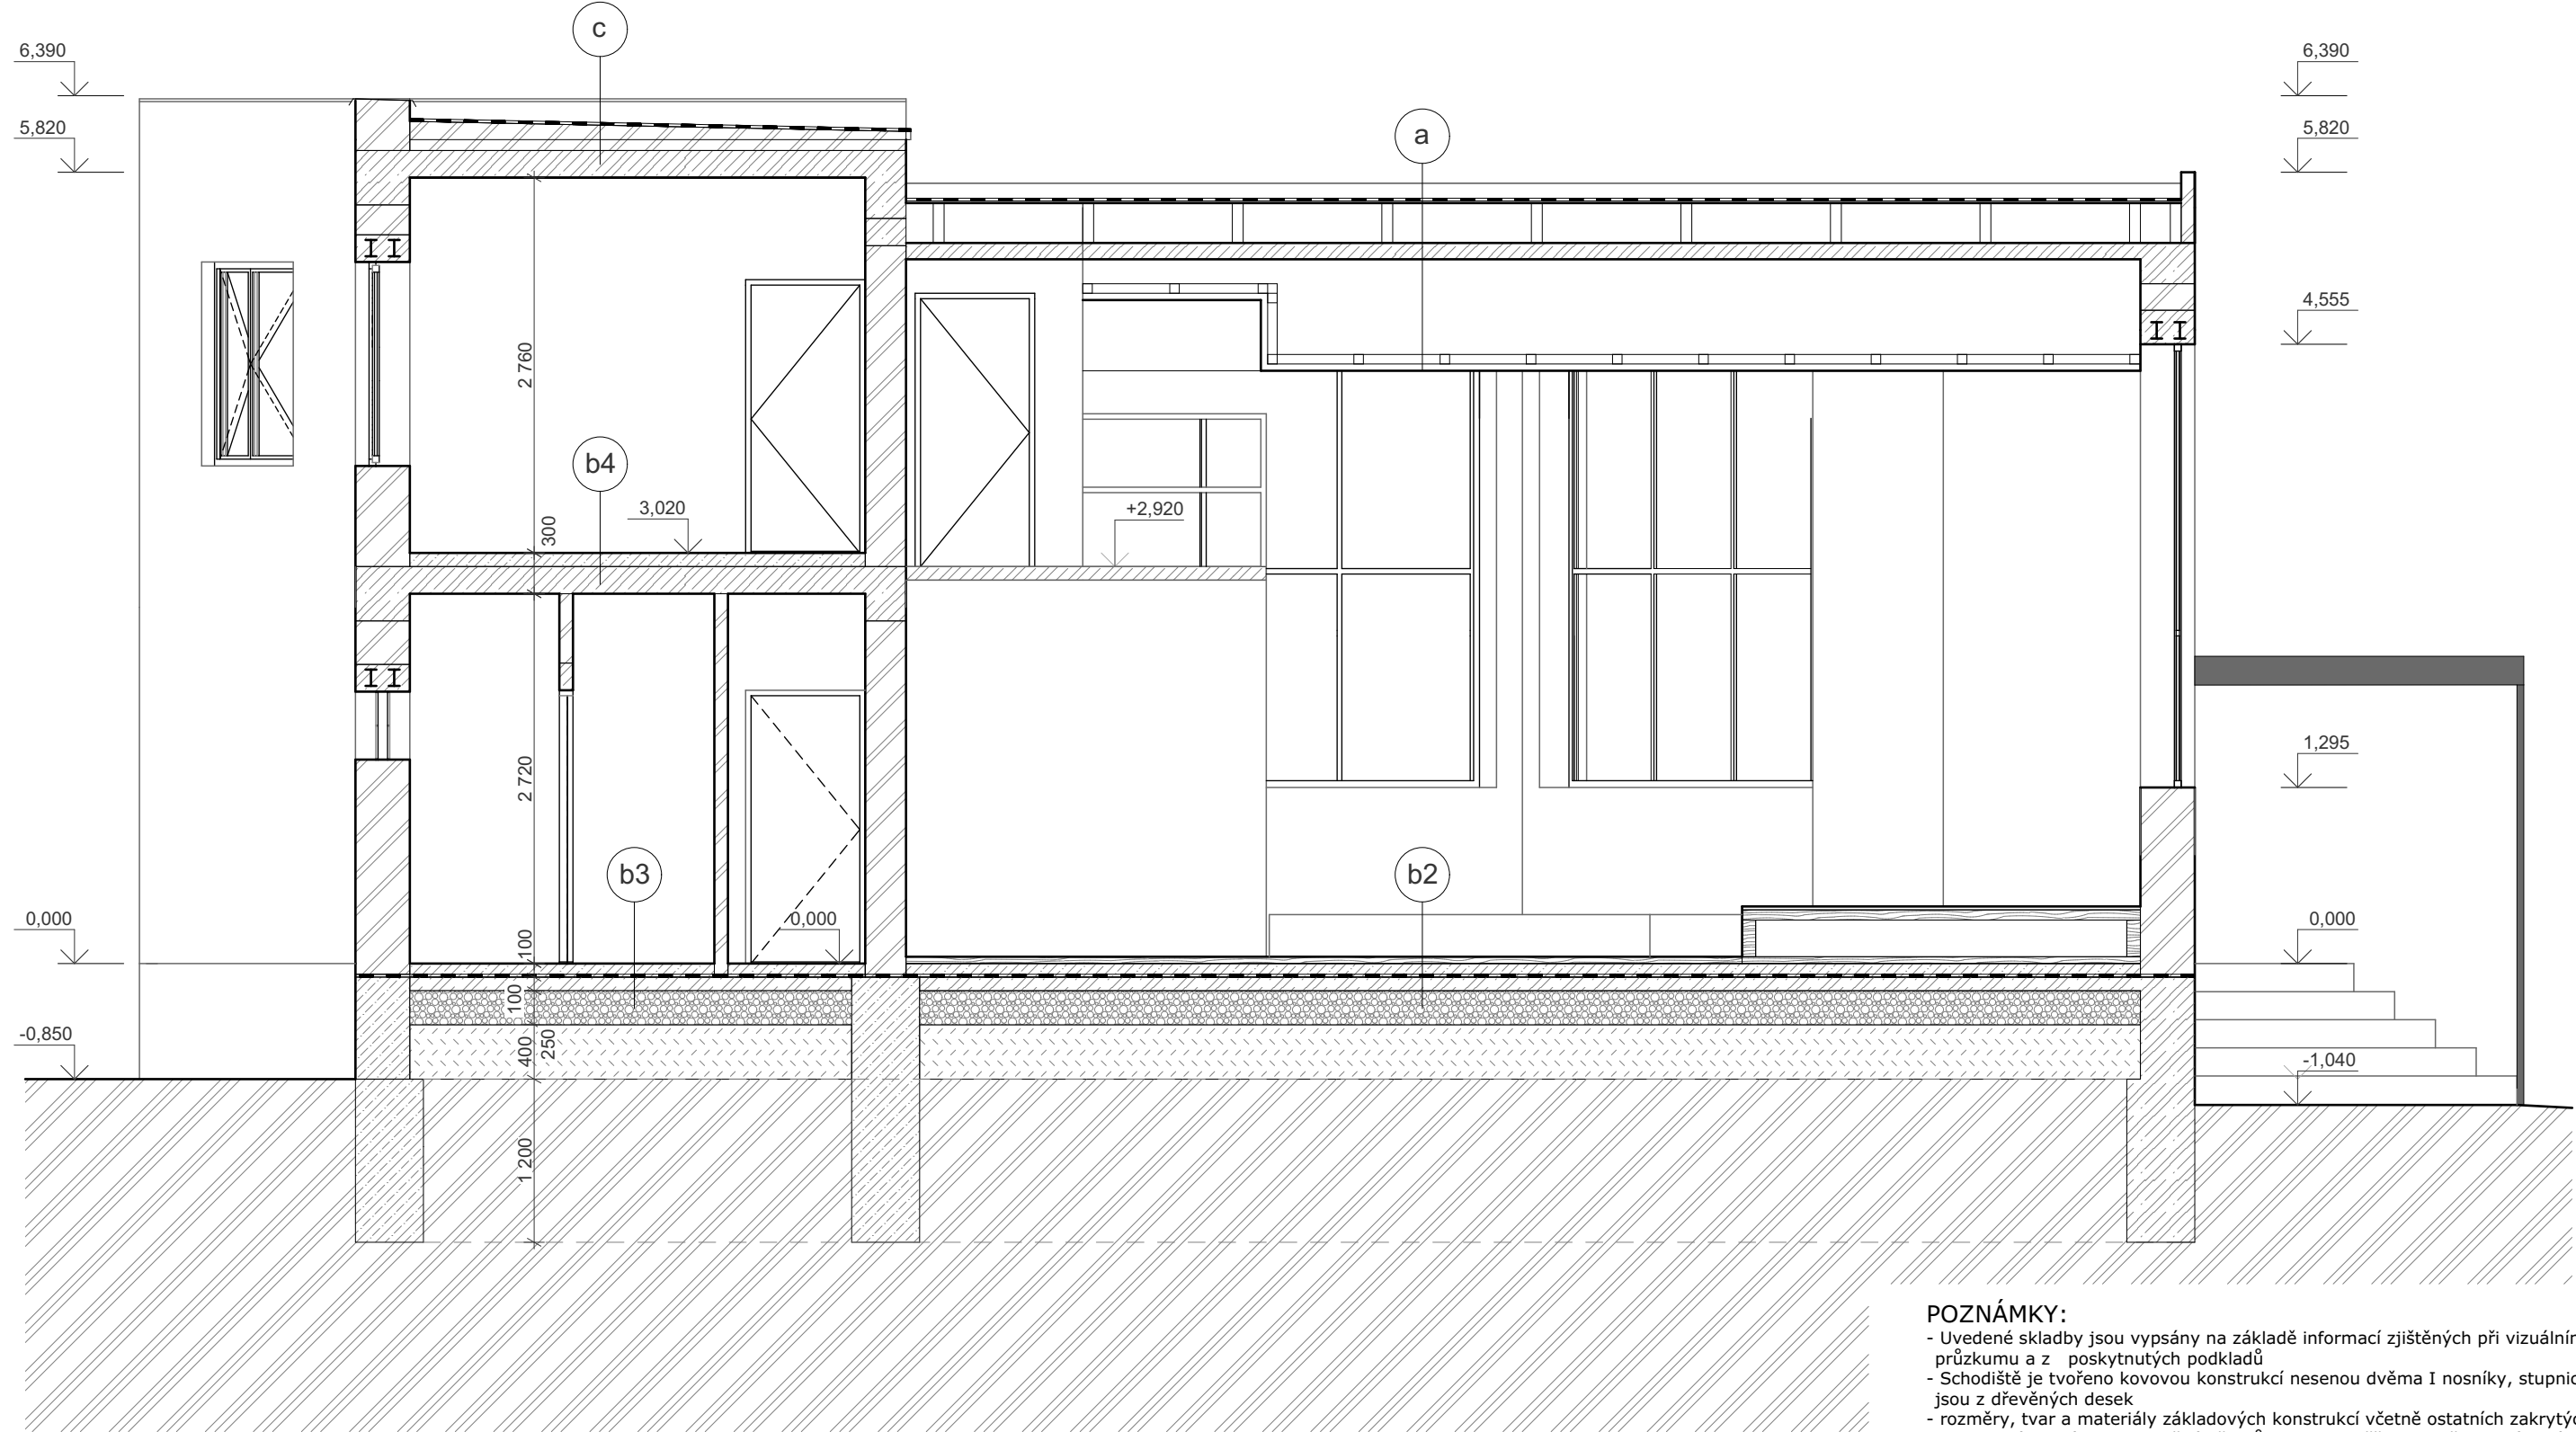 c
6,390
6,390
5,820
a
5,820
4,555
2 760
b4
3,020
300
+2,920
2 720
1,295
b3
b2
0,000
0,000
100
0,000
100
-0,850
400
250
-1,040
1 200
POZNÁMKY:
- Uvedené skladby jsou vypsány na základě informací zjištěných při vizuálním
průzkumu a z poskytnutých podkladů
- Schodiště je tvořeno kovovou konstrukcí nesenou dvěma I nosníky,
jsou z dřevěných desek
- rozměry, tvar a materiály základových konstrukcí včetně ostatních